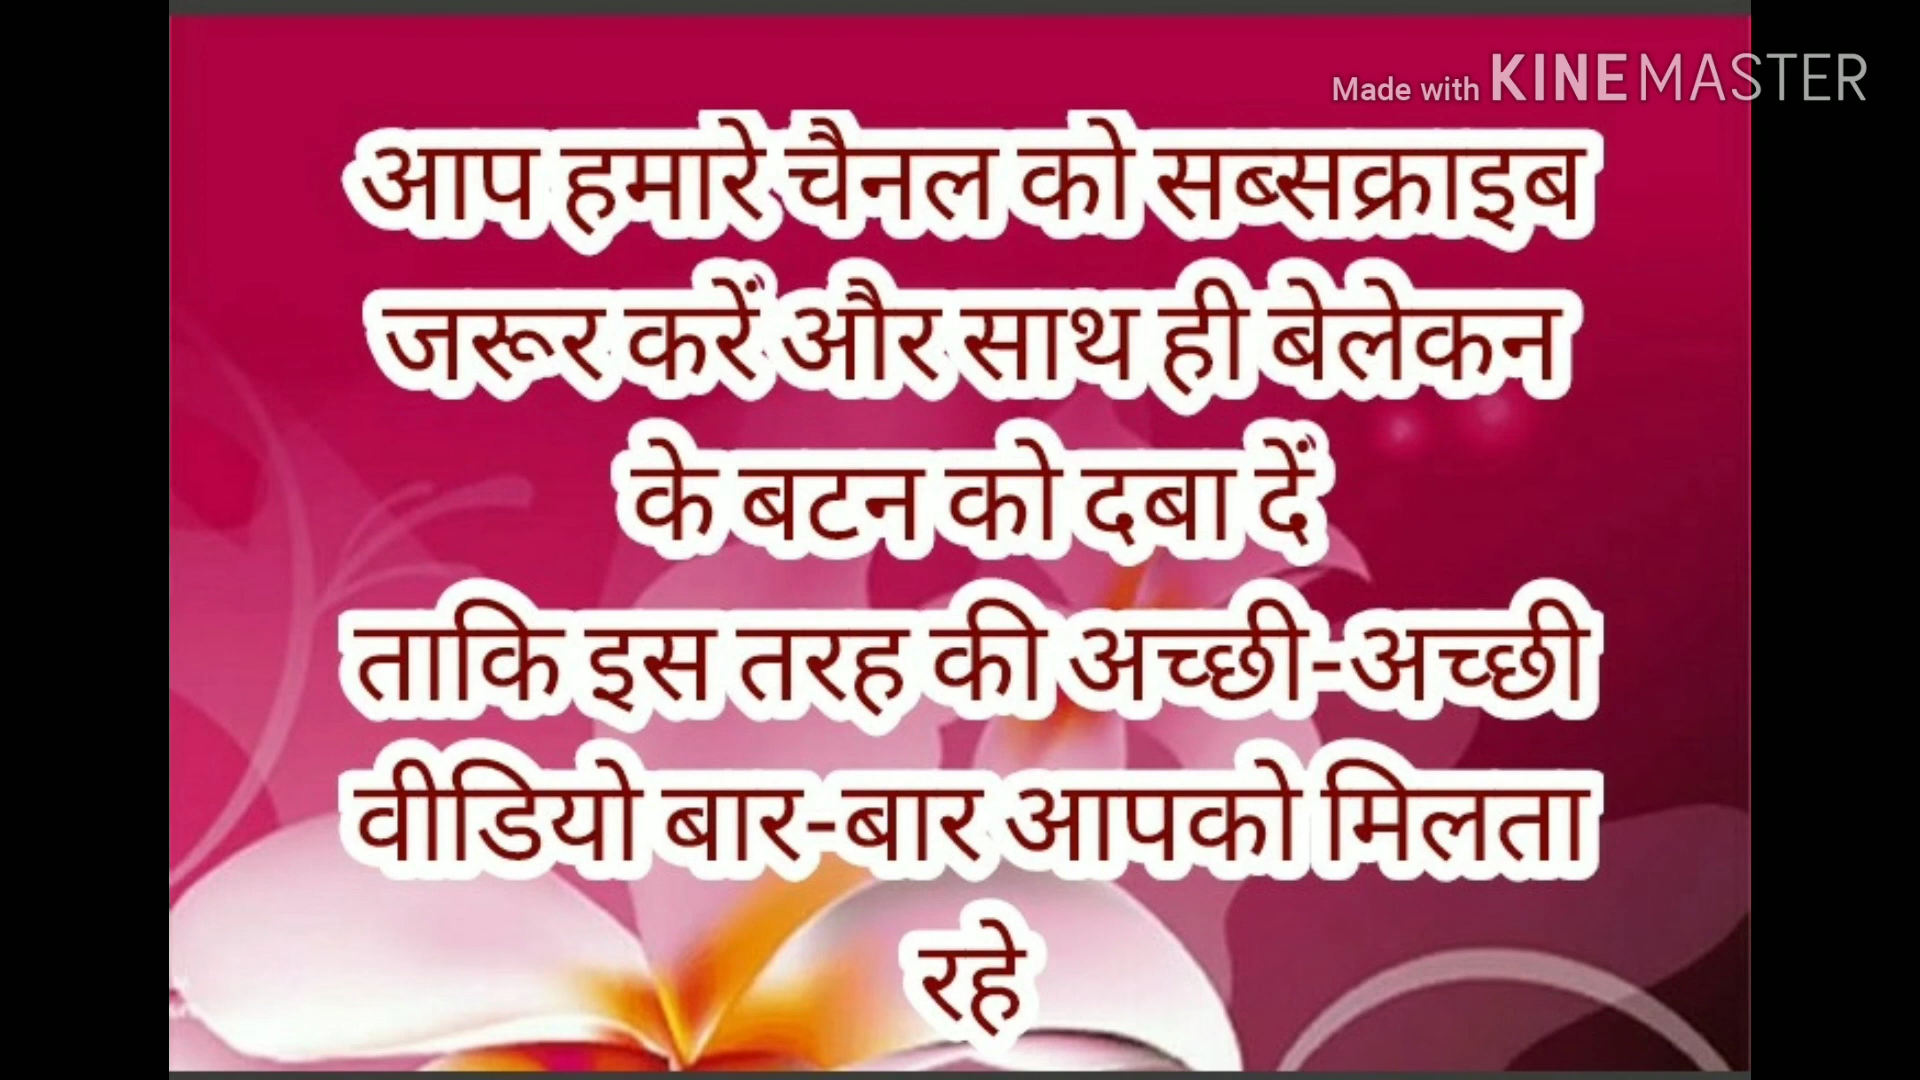 Made with KINEMASTER
आप हमारे चैनल को सब्सक्राइब
जरूर करें और साथ ही बेलेकन
के बटन को दबा दें
ताकि इस तरह की अच्छी-अच्छी
वीडियो बार-बार आपको मिलता
रहे